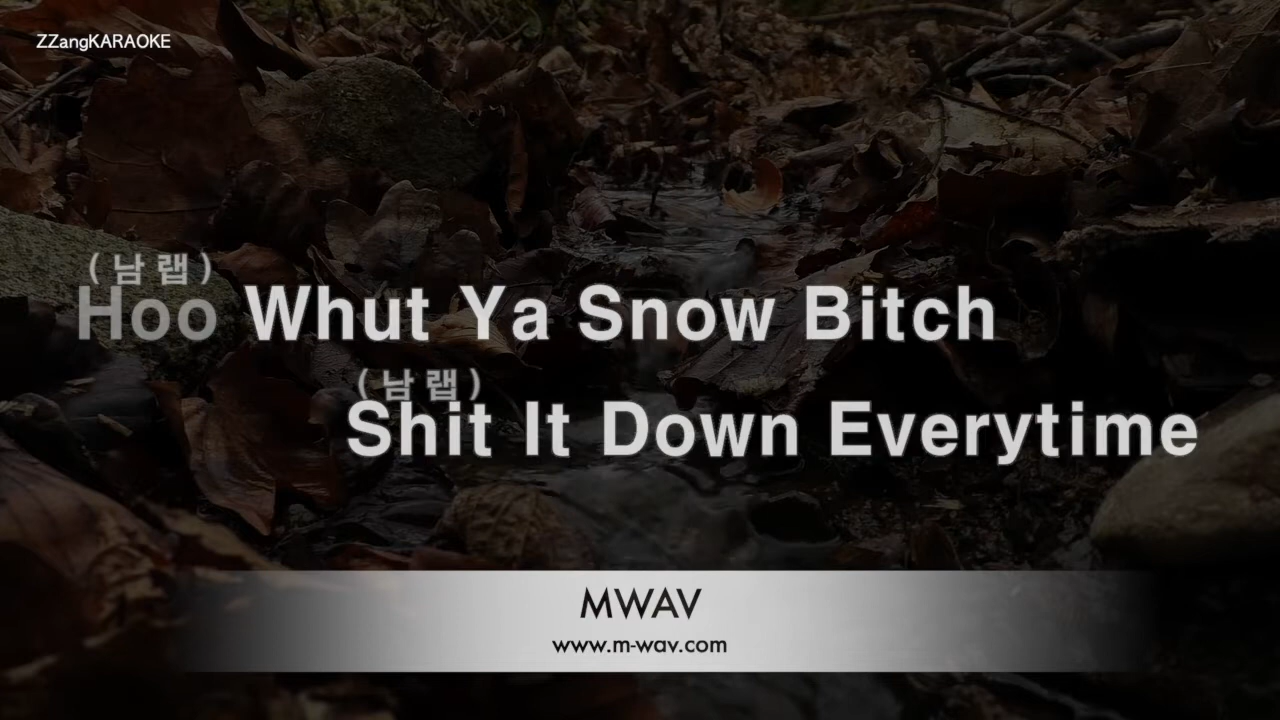 ZZangKARAOKE
(남랩)
Hoo Whut Ya Snow Bitch
(남랩)
Shit It Down Everytime
MWAV
www.m-wav.com